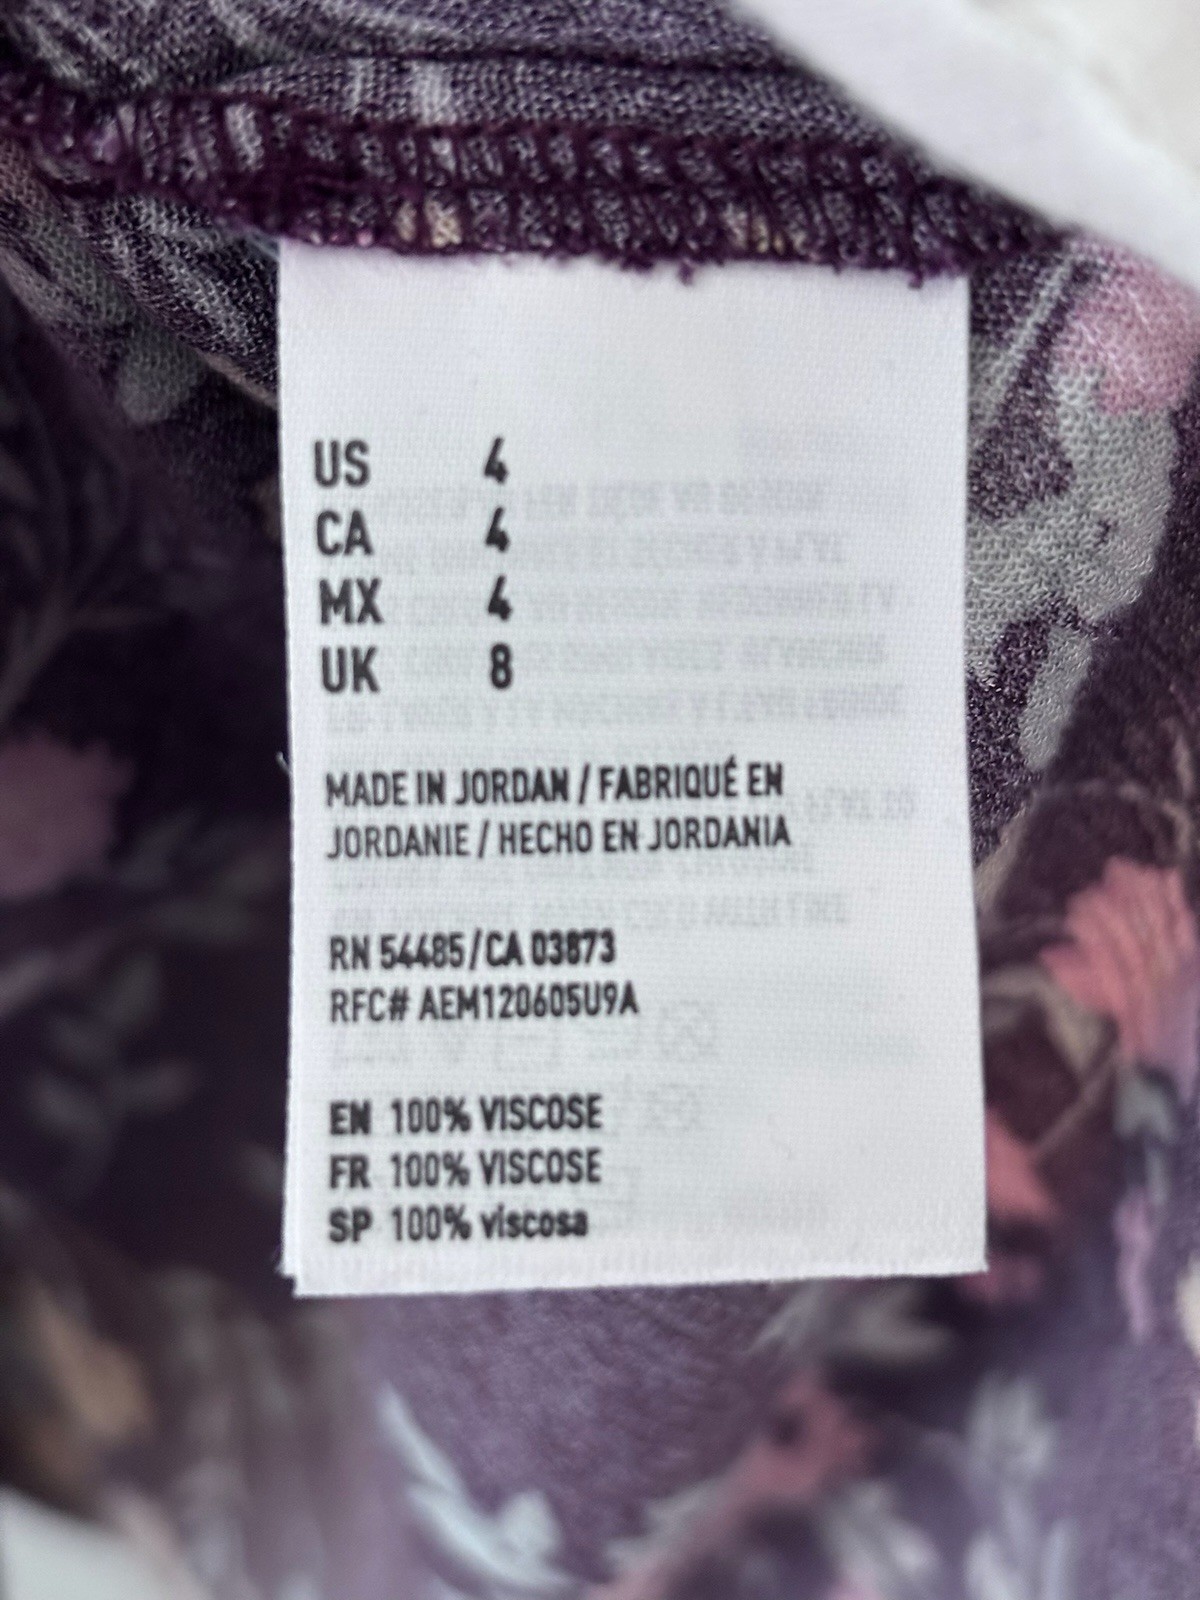 US 4
CA 4
MX 4
UK 8
MADE IN JORDAN / FABRIQUÉ EN
JORDANIE / HECHO EN JORDANIA
RN 54485/CA 03873
RFC# AEM120605U9A
EN 100% VISCOSE
FR 100% VISCOSE
SP 100% viscosa